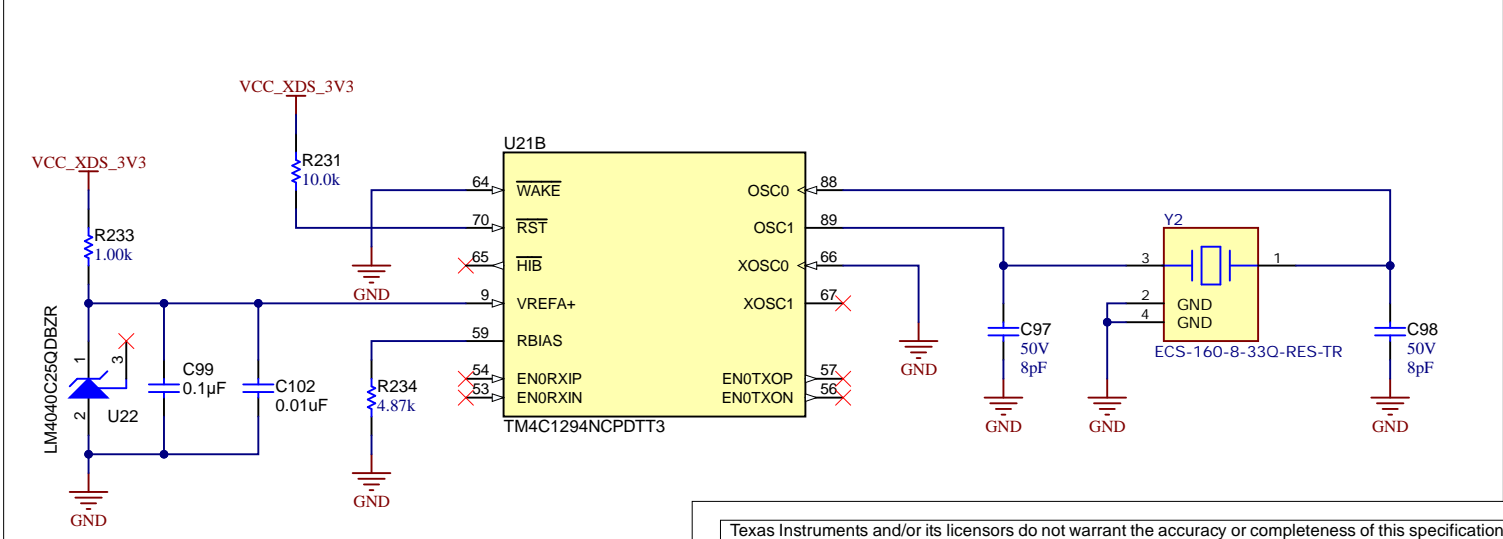 VCC_XDS_3V3
VCC_XDS_3V3
R231
10.0k
R233
1.00k
U21B
64
WAKE
70
RST
65
HIB
9
VREFA+
59
RBIAS
54
EN0RXIP
53
EN0RXIN
OSC0
88
OSC1
89
XOSC0
66
XOSC1
67
EN0TXOP
57
EN0TXON
56
TM4C1294NCPDTT3
GND
LM4040C25QDBZR
1
3
2
U22
C99
0.1µF
C102
0.01uF
GND
R234
4.87k
GND
GND
Y2
3
1
2
GND
4
GND
ECS-160-8-33Q-RES-TR
C97
50V
8pF
GND
GND
C98
50V
8pF
GND
Texas Instruments and/or its licensors do not warrant the accuracy or completeness of this specification